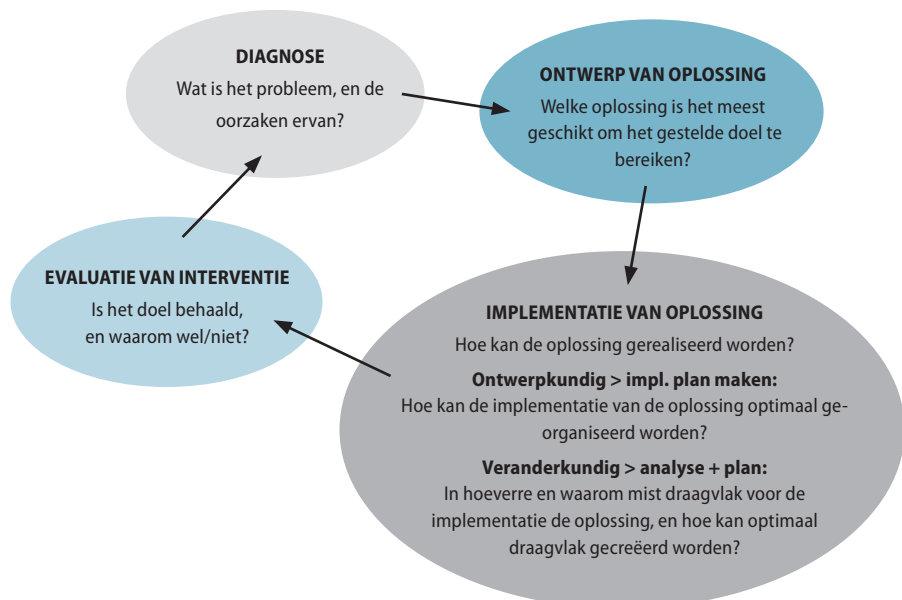 DIAGNOSE
Wat is het probleem, en de
oorzaken ervan?
ONTWERP VAN OPLOSSING
Welke oplossing is het meest
geschikt om het gestelde doel te
bereiken?
IMPLEMENTATIE VAN OPLOSSING
Hoe kan de oplossing gerealiseerd worden?
Ontwerpkundig > impl. plan maken:
Hoe kan de implementatie van de oplossing optimaal ge-
organiseerd worden?
Veranderkundig > analyse + plan:
In hoeverre en waarom mist draagvlak voor de
implementatie de oplossing, en hoe kan optimaal
draagvlak gecreëerd worden?
EVALUATIE VAN INTERVENTIE
Is het doel behaald,
en waarom wel/niet?